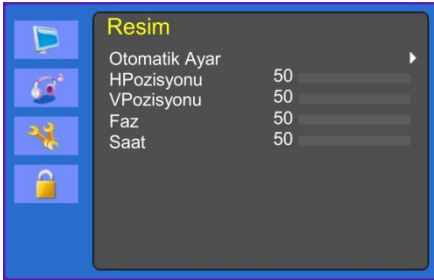 Resim
Otomatik Ayar
HPozisyonu 50
VPozisyonu 50
Faz 50
Saat 50